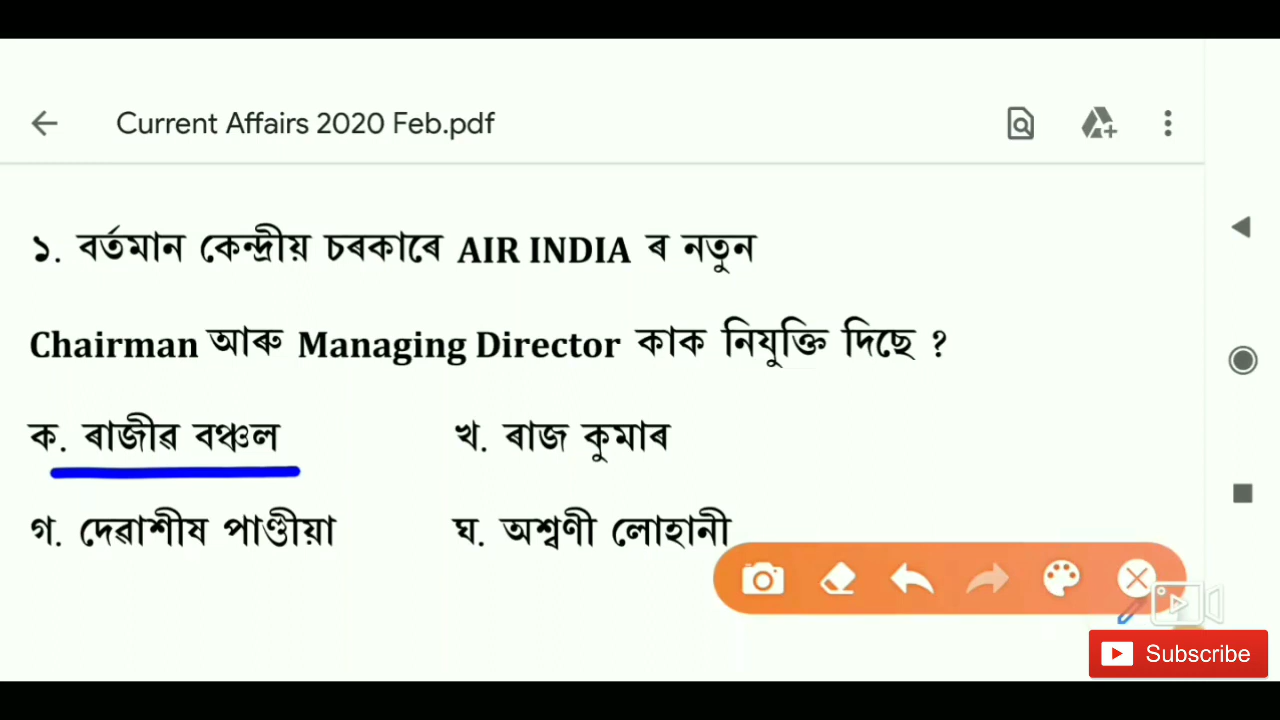 Current Affairs 2020 Feb.pdf
১. বৰ্তমান কেন্দ্ৰীয় চৰকাৰে AIR INDIA ৰ নতুন
Chairman আৰু Managing Director কাক নিযুক্তি দিছে ?
ক. ৰাজীৱ বঞ্চল খ. ৰাজ কুমাৰ
গ. দেৱাশীষ পাণ্ডীয়া ঘ. অশ্বণী লোহানী
Subscribe